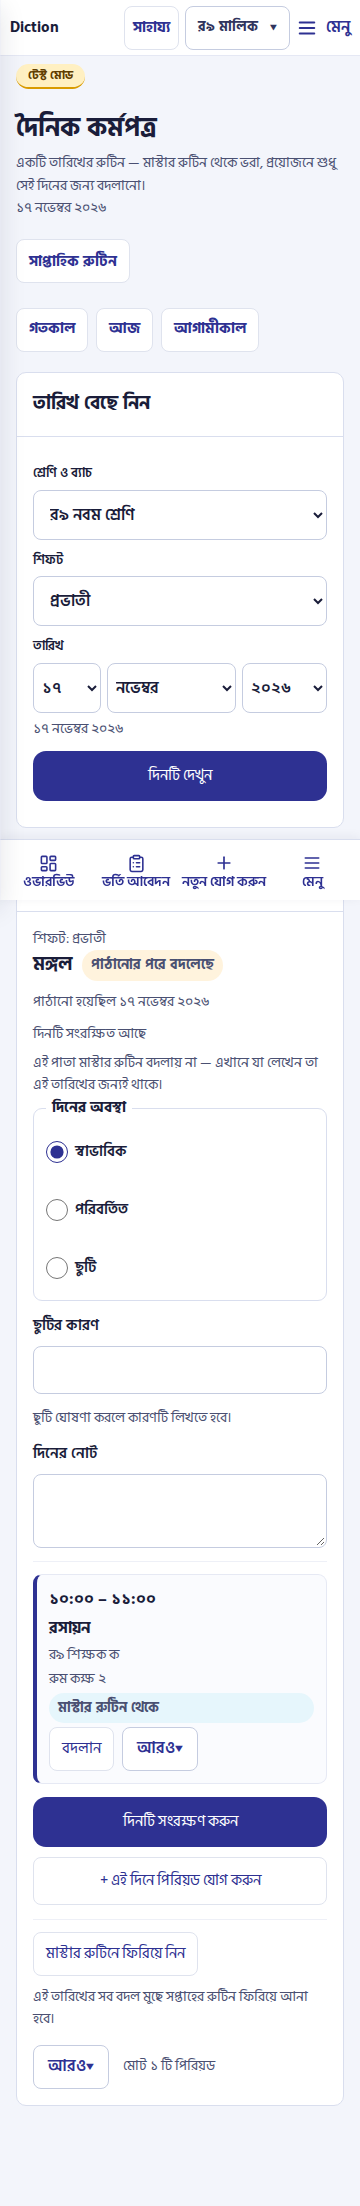 Diction
সাহায্য
র৯ মালিক
মেনু
টেস্ট মোড
দৈনিক কর্মপত্র
একটি তারিখের রুটিন — মাস্টার রুটিন থেকে ভরা, প্রয়োজনে শুধু
সেই দিনের জন্য বদলানো।
১৭ নভেম্বর ২০২৬
সাপ্তাহিক রুটিন
গতকাল
আজ
আগামীকাল
তারিখ বেছে নিন
শ্রেণি ও ব্যাচ
র৯ নবম শ্রেণি
শিফট
প্রভাতী
তারিখ
১৭
নভেম্বর
২০২৬
১৭ নভেম্বর ২০২৬
দিনটি দেখুন
ওভারভিউ
ভর্তি আবেদন
নতুন যোগ করুন
মেনু
শিফট: প্রভাতী
মঙ্গল
পাঠানোর পরে বদলেছে
পাঠানো হয়েছিল ১৭ নভেম্বর ২০২৬
দিনটি সংরক্ষিত আছে
এই পাতা মাস্টার রুটিন বদলায় না — এখানে যা লেখেন তা
এই তারিখের জন্যই থাকে।
দিনের অবস্থা
স্বাভাবিক
পরিবর্তিত
ছুটি
ছুটির কারণ
ছুটি ঘোষণা করলে কারণটি লিখতে হবে।
দিনের নোট
১০:০০ – ১১:০০
রসায়ন
র৯ শিক্ষক ক
রুম কক্ষ ২
মাস্টার রুটিন থেকে
বদলান
আরও▾
দিনটি সংরক্ষণ করুন
+ এই দিনে পিরিয়ড যোগ করুন
মাস্টার রুটিনে ফিরিয়ে নিন
এই তারিখের সব বদল মুছে সপ্তাহের রুটিন ফিরিয়ে আনা
হবে।
আরও▾
মোট ১ টি পিরিয়ড